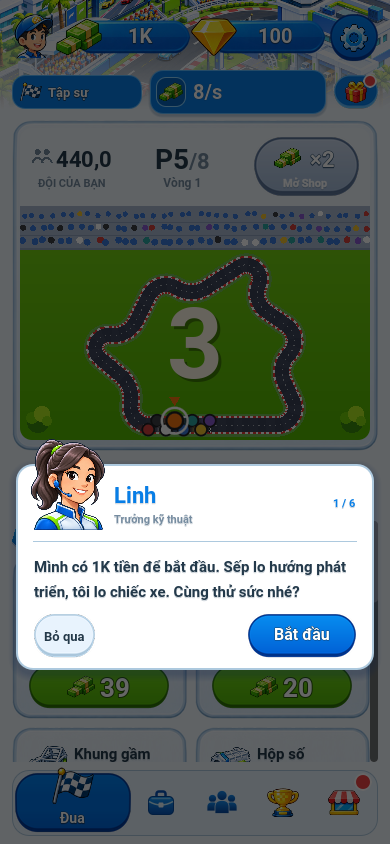 1K
100
Tập sự
8/s
440,0
ĐỘI CỦA BẠN
P5/8
Vòng 1
×2
Mở Shop
3
Linh
Trưởng kỹ thuật
1 / 6
Mình có 1K tiền để bắt đầu. Sếp lo hướng phát
triển, tôi lo chiếc xe. Cùng thử sức nhé?
Bỏ qua
Bắt đầu
39
20
Khung gầm
Hộp số
Đua